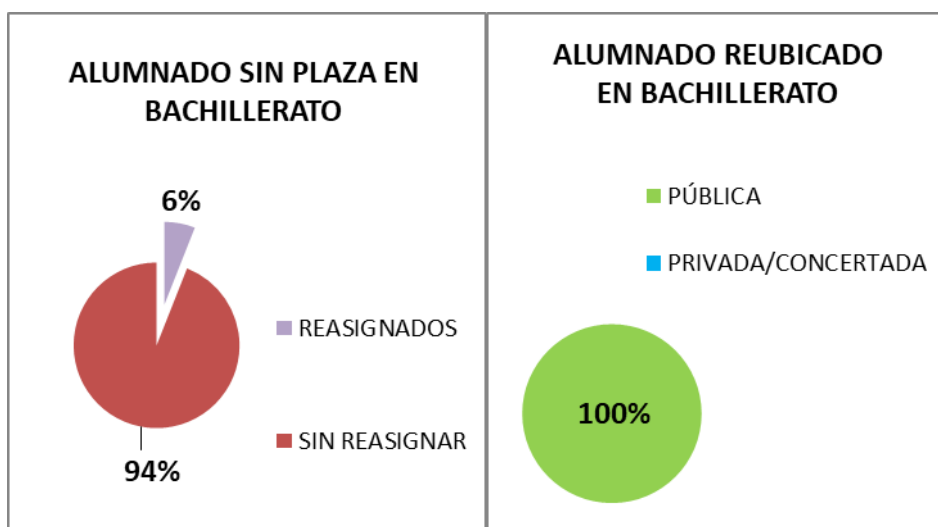 ALUMNADO SIN PLAZA EN
BACHILLERATO
6%
REASIGNADOS
SIN REASIGNAR
94%
ALUMNADO REUBICADO
EN BACHILLERATO
PÚBLICA
PRIVADA/CONCERTADA
100%